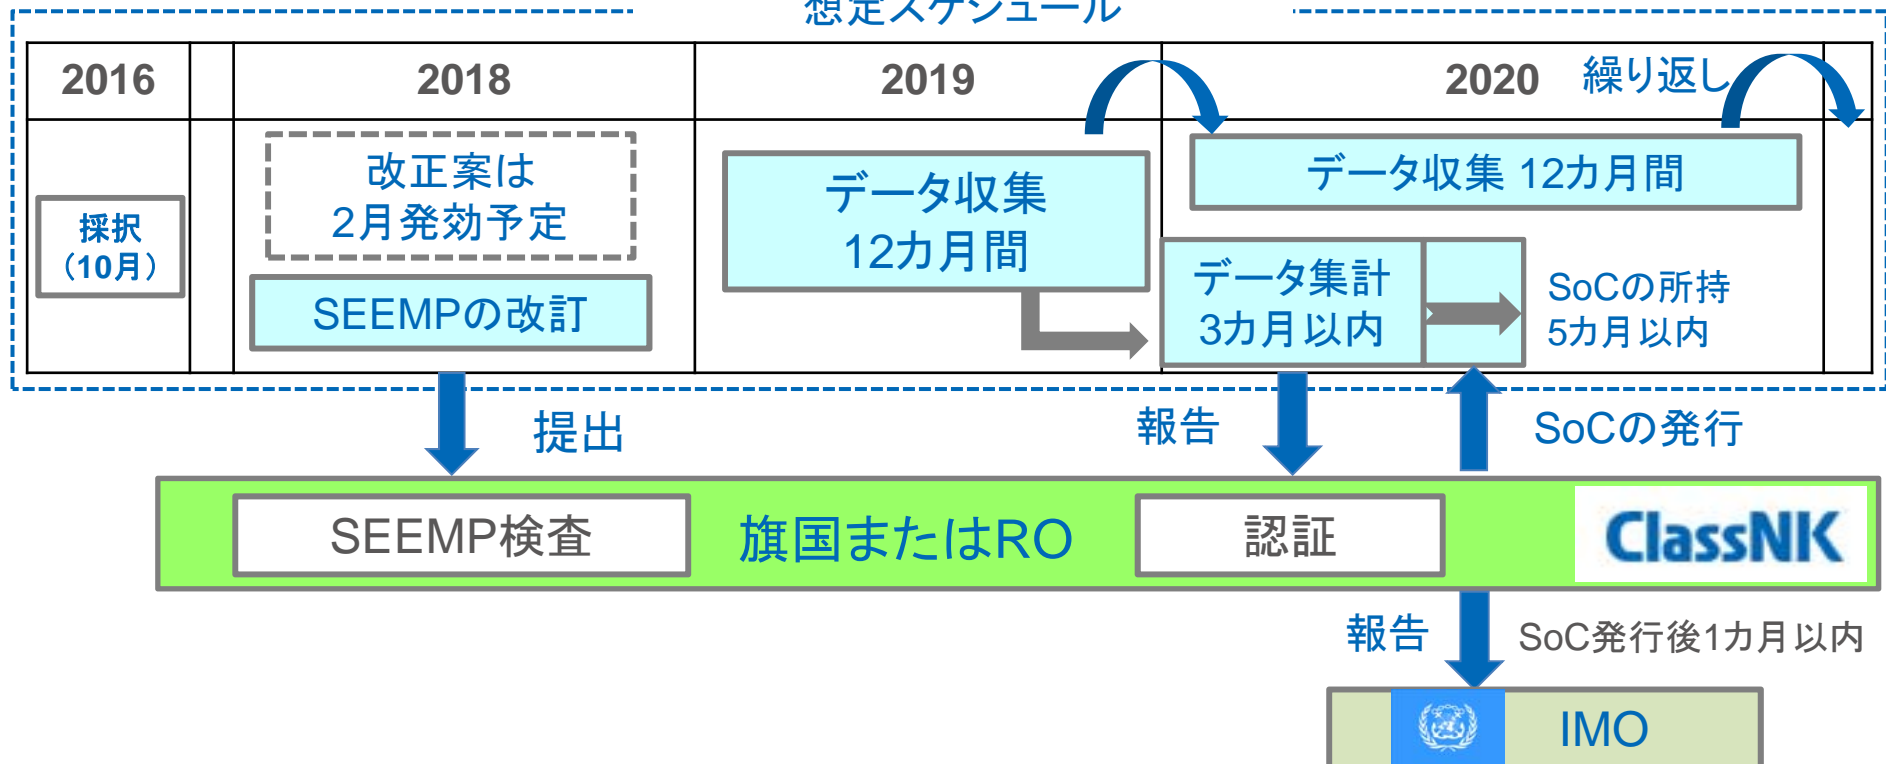 想定スケジュール
2016
2018
2019
2020
繰り返し
採択
（10月）
改正案は
2月発効予定
SEEMPの改訂
データ収集
12カ月間
データ収集 12カ月間
データ集計
3カ月以内
SoCの所持
5カ月以内
提出
報告
SoCの発行
SEEMP検査
旗国またはRO
認証
ClassNK
報告
SoC発行後1カ月以内
IMO